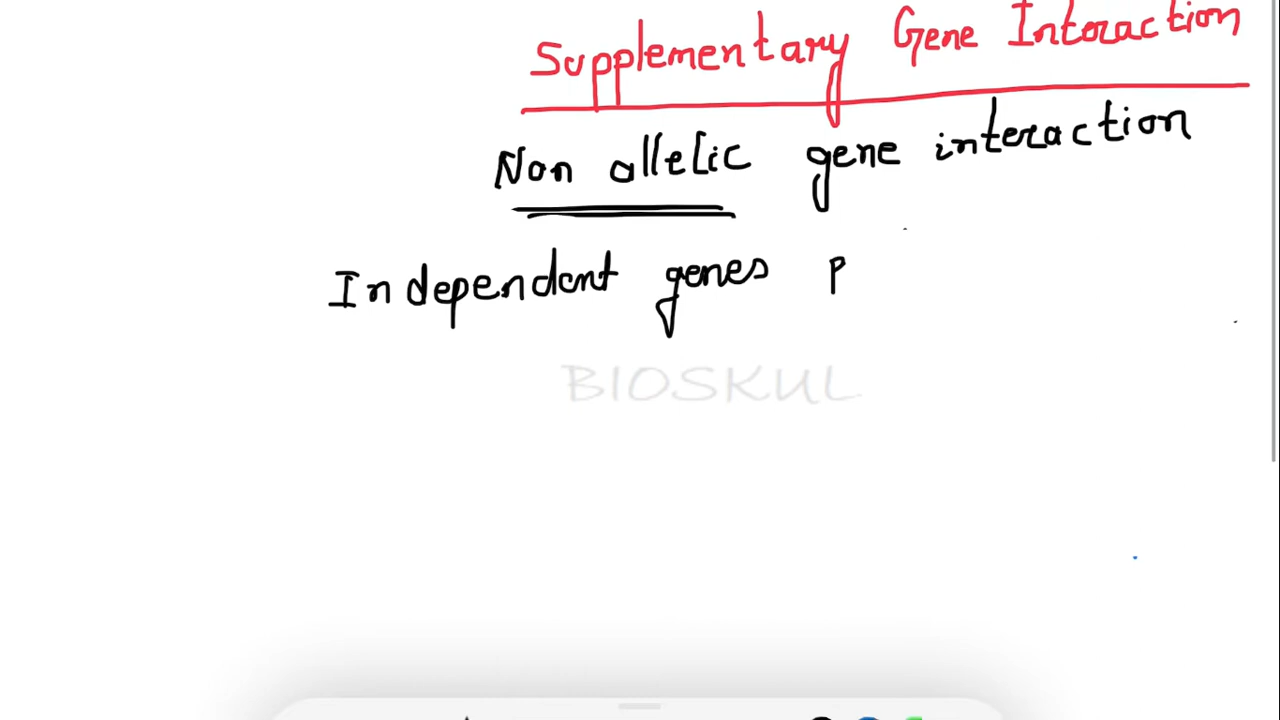 Supplementary Gene Interaction
Non allelic gene interaction
Independent genes p
BIOSKUL